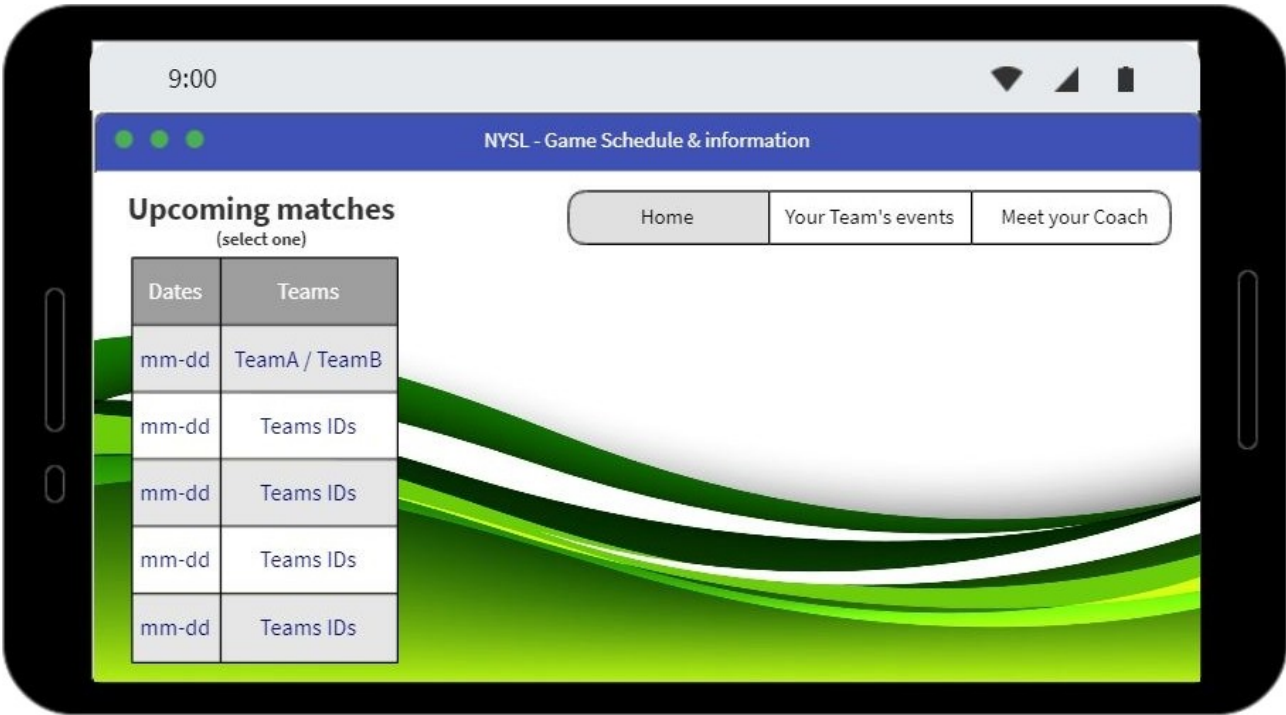 9:00
NYSL - Game Schedule & information
Upcoming matches
(select one)
Home Your Team's events Meet your Coach
Dates Teams
mm-dd TeamA / TeamB
mm-dd Teams IDs
mm-dd Teams IDs
mm-dd Teams IDs
mm-dd Teams IDs